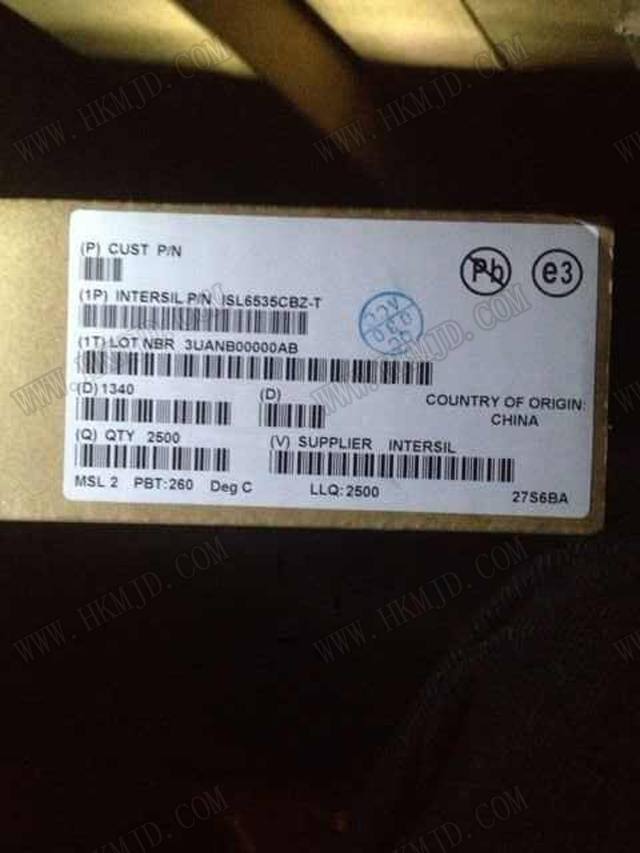 (P) CUST P/N
Pb
e3
(1P) INTERSIL P/N ISL6535CBZ-T
(1T) LOT NBR 3UANB00000AB
(D) 1340
(D)
COUNTRY OF ORIGIN:
CHINA
(Q) QTY 2500
(V) SUPPLIER INTERSIL
MSL 2 PBT:260 Deg C LLQ:2500
27S6BA
WWW.HKMJD.COM
WWW.HKMJD.COM
WWW.HKMJD.COM
WWW.HKMJD.COM
WWW.HKMJD.COM
WWW.HKMJD.COM
WWW.HKMJD.COM
WWW.HKMJD.COM